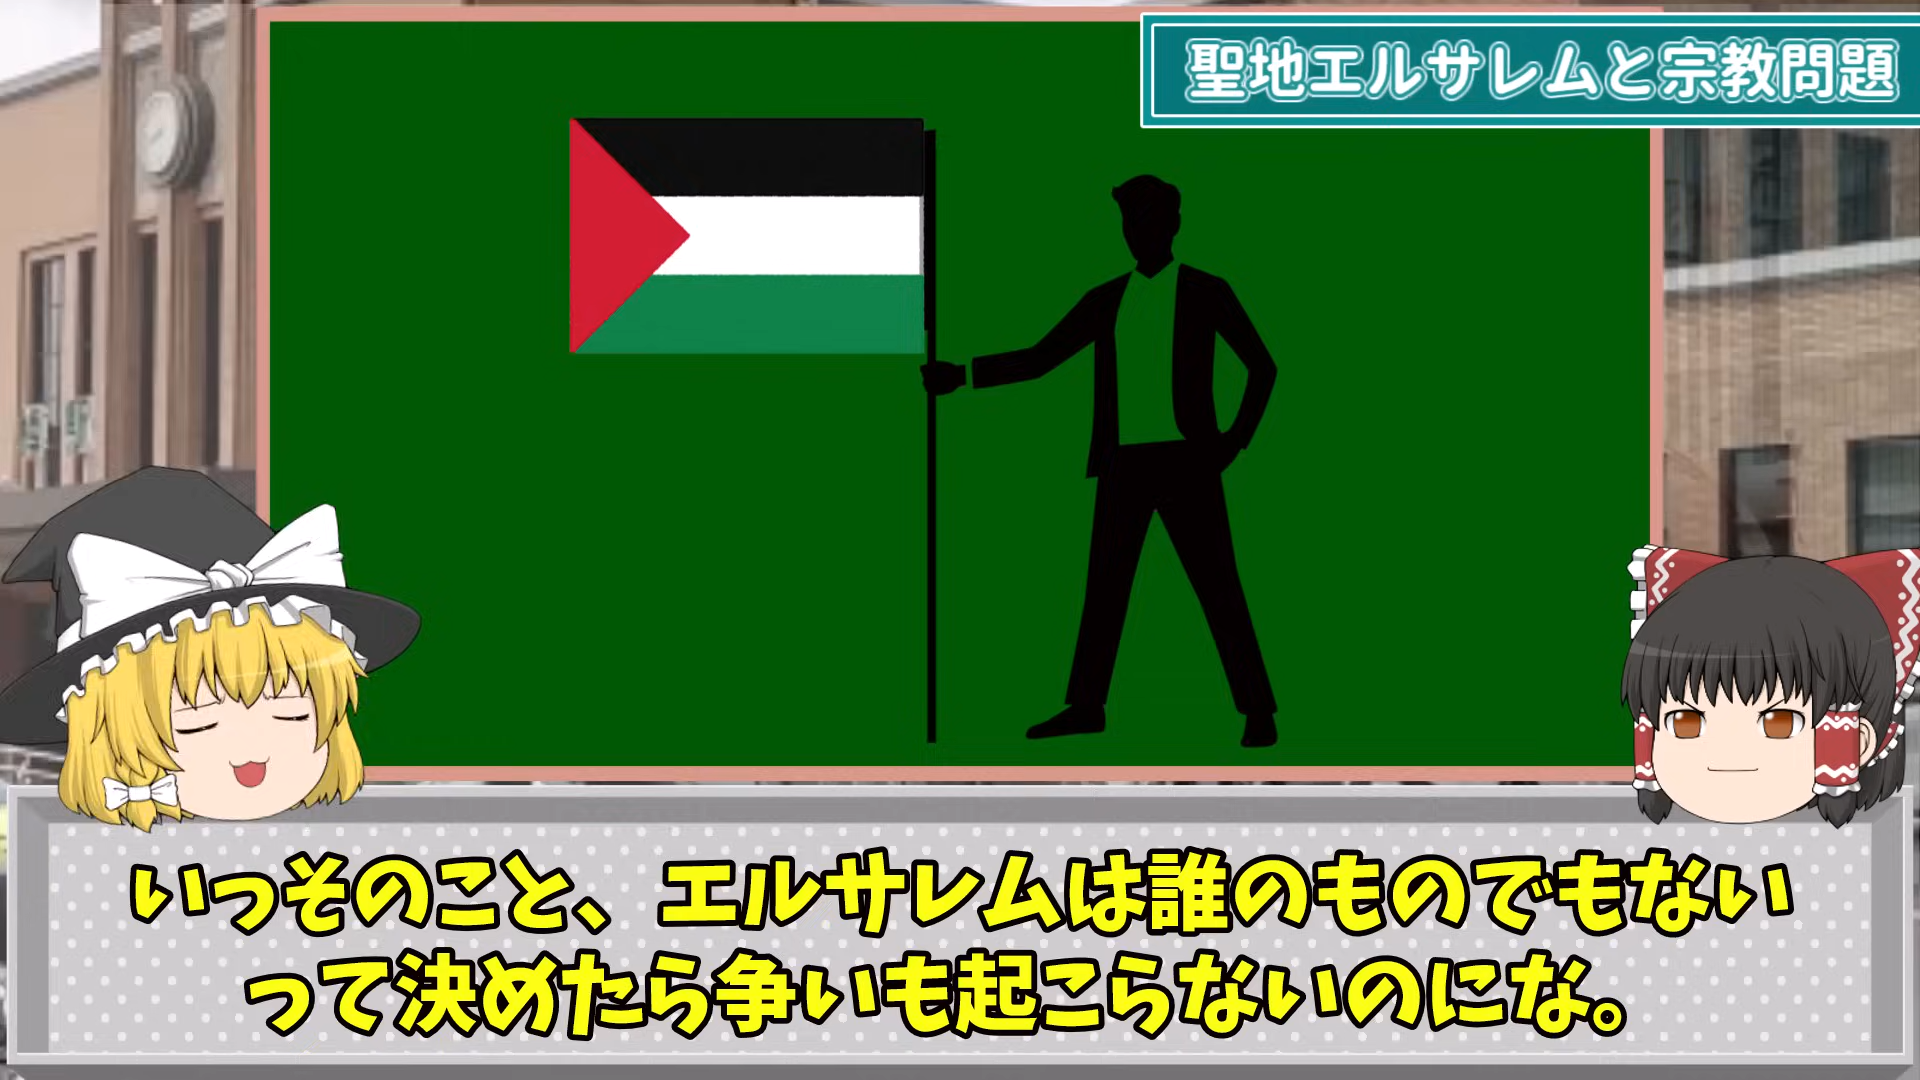 聖地エルサレムと宗教問題
いっそのこと、エルサレムは誰のものでもない
って決めたら争いも起こらないのにな。